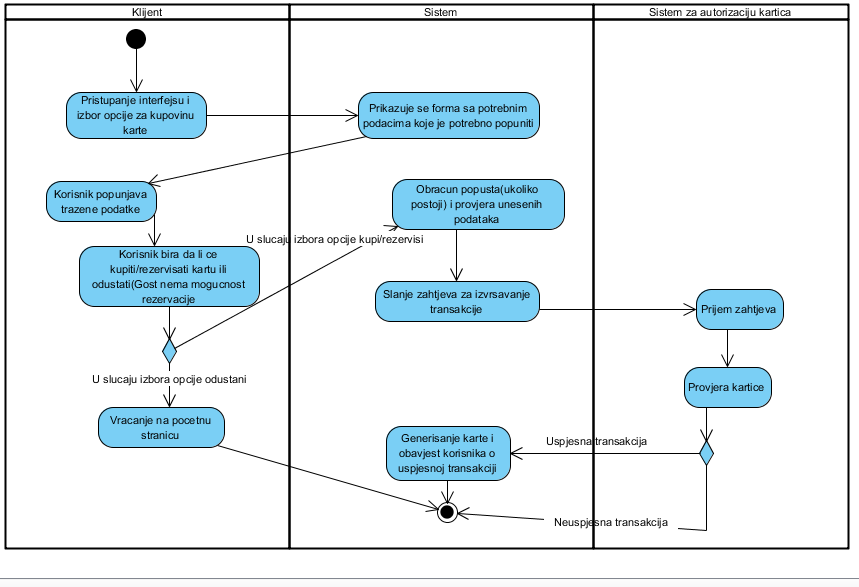 Klijent
Sistem
Sistem za autorizaciju kartica
Pristupanje interfejsu i
izbor opcije za kupovinu
karte
Prikazuje se forma sa potrebnim
podacima koje je potrebno popuniti
Korisnik popunjava
trazene podatke
Obracun popusta(ukoliko
postoji) i provjera unesenih
podataka
U slucaju izbora opcije kupi/rezervisi
Korisnik bira da li ce
kupiti/rezervisati kartu ili
odustati(Gost nema mogucnost
rezervacije
Slanje zahtjeva za izvrsavanje
transakcije
Prijem zahtjeva
U slucaju izbora opcije odustani
Provjera kartice
Vracanje na pocetnu
stranicu
Generisanje karte i
obavjest korisnika o
uspjesnoj transakciji
Uspjesna transakcija
Neuspjesna transakcija